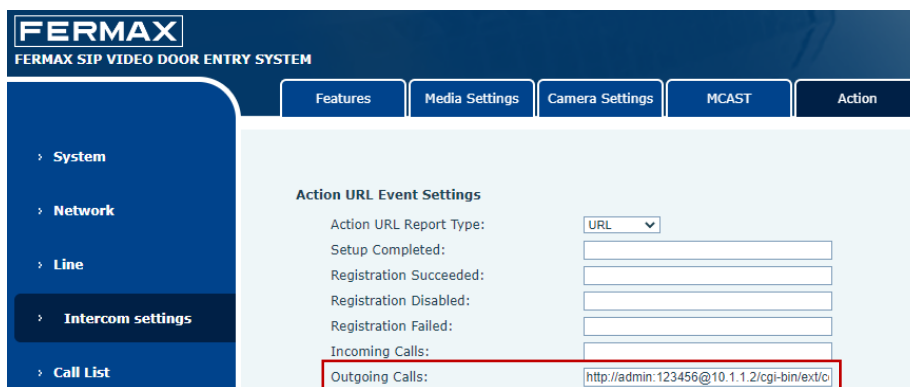 FERMAX
FERMAX SIP VIDEO DOOR ENTRY SYSTEM
Features
Media Settings
Camera Settings
MCAST
Action
› System
› Network
› Line
› Intercom settings
› Call List
Action URL Event Settings
Action URL Report Type: URL
Setup Completed:
Registration Succeeded:
Registration Disabled:
Registration Failed:
Incoming Calls:
Outgoing Calls: http://admin:123456@10.1.1.2/cgi-bin/ext/c